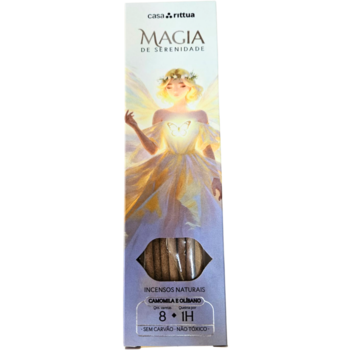 casa rittua
MAGIA
DE SERENIDADE
INCENSOS NATURAIS
CAMOMILA E OLÍBANO
8 1H
SEM CARVÃO • NÃO TÓXICO